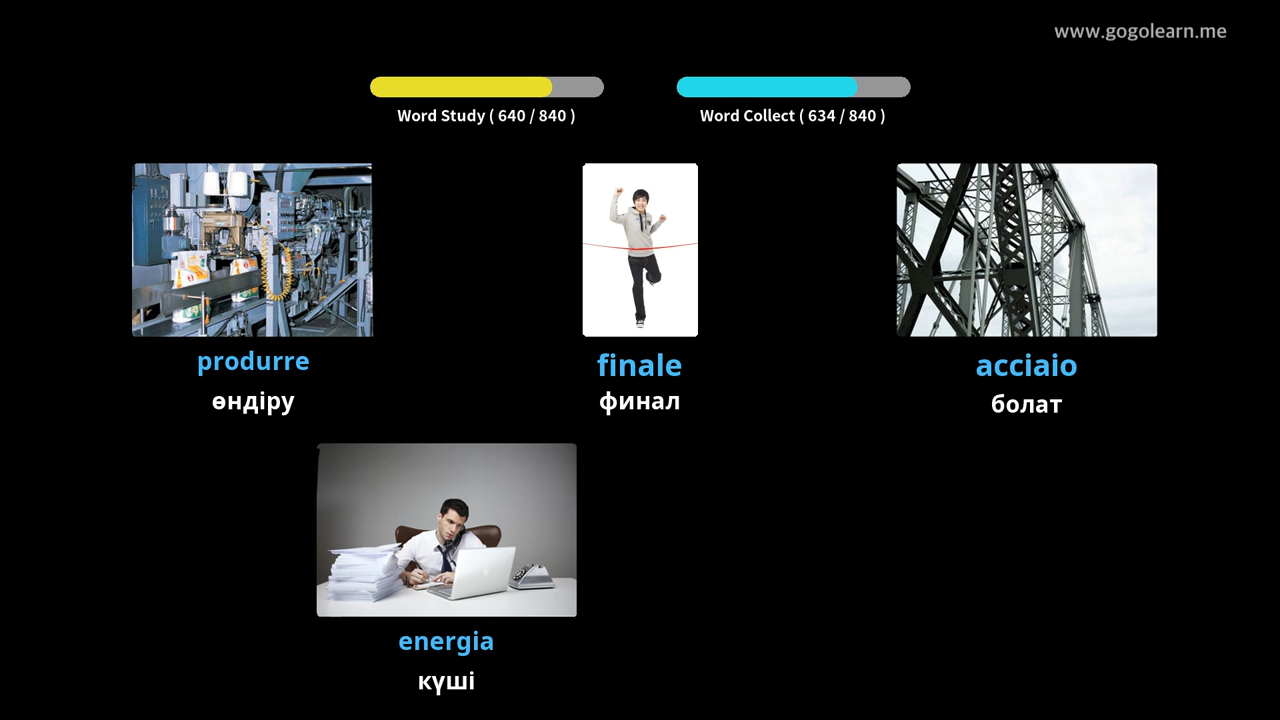 www.gogolearn.me
Word Study ( 640 / 840 )
Word Collect ( 634 / 840 )
produrre
өндіру
finale
финал
acciaio
болат
energia
күші